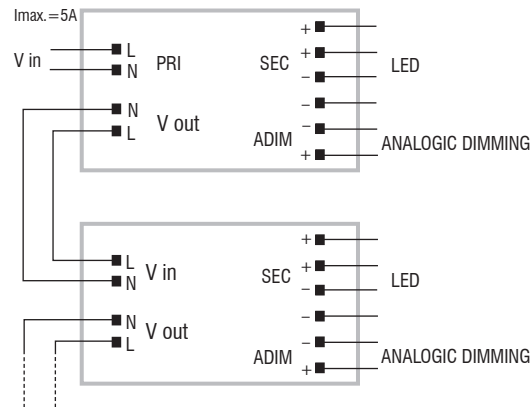 Imax.=5A
V in
L
N
PRI
N
L
V out
+
+
SEC
−
LED
−
−
ADIM
+
ANALOGIC DIMMING
L
N
V in
N
L
V out
+
+
SEC
−
LED
−
−
ADIM
+
ANALOGIC DIMMING